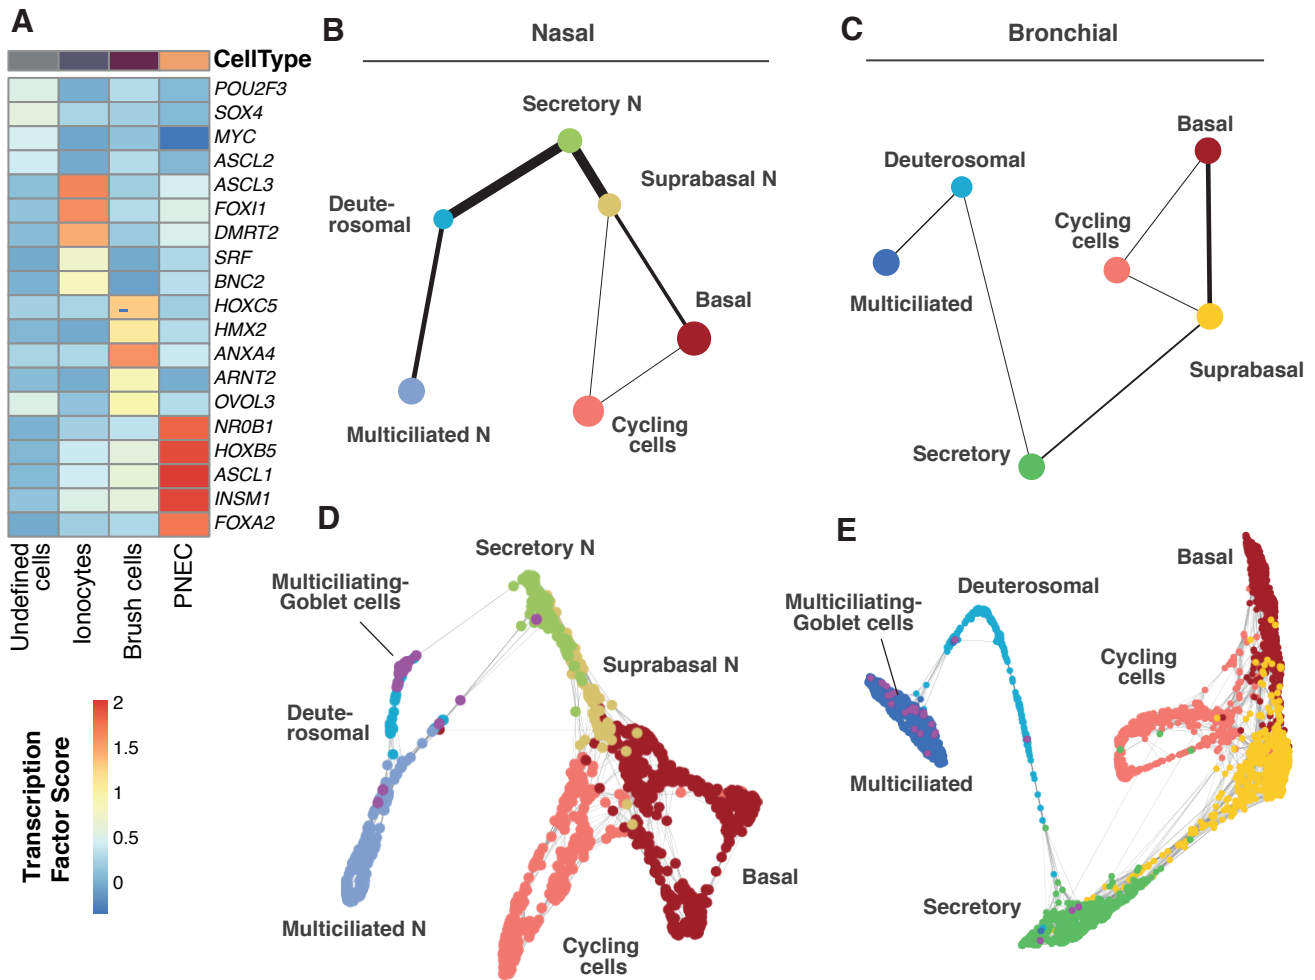 A
CellType
POU2F3
SOX4
MYC
ASCL2
ASCL3
FOXI1
DMRT2
SRF
BNC2
HOXC5
HMX2
ANXA4
ARNT2
OVOL3
NR0B1
HOXB5
ASCL1
INSM1
FOXA2
Undefined
cells
Ionocytes
Brush cells
PNEC
Transcription
Factor Score
2
1.5
1
0.5
0
B
Nasal
Secretory N
Suprabasal N
Deute-
rosomal
Basal
Multiciliated N
Cycling
cells
C
Bronchial
Basal
Deuterosomal
Cycling
cells
Multiciliated
Suprabasal
Secretory
D
Secretory N
Multiciliating-
Goblet cells
Suprabasal N
Deute-
rosomal
Basal
Multiciliated N
Cycling
cells
E
Basal
Deuterosomal
Multiciliating-
Goblet cells
Cycling
cells
Multiciliated
Secretory